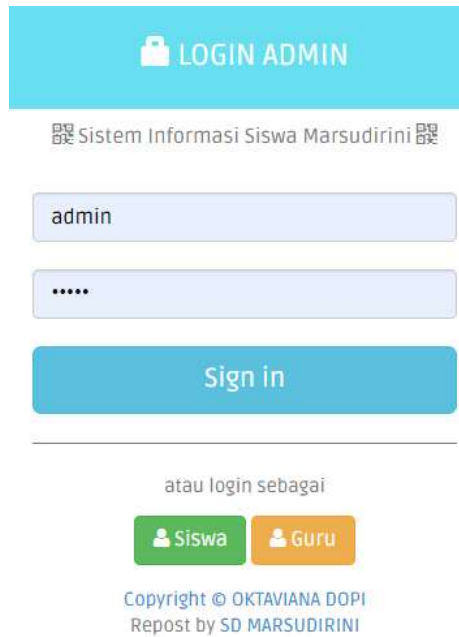 LOGIN ADMIN
Sistem Informasi Siswa Marsudirini
admin
•••••
Sign in
atau login sebagai
Siswa Guru
Copyright © OKTAVIANA DOPI
Repost by SD MARSUDIRINI